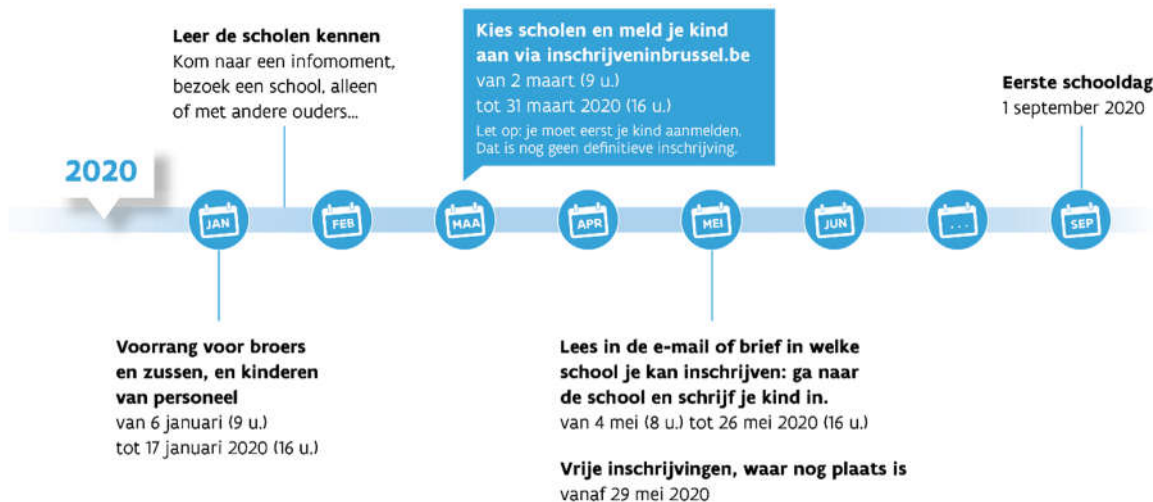 Leer de scholen kennen
Kom naar een infomoment,
bezoek een school, alleen
of met andere ouders...
Kies scholen en meld je kind
aan via inschrijveninbrussel.be
van 2 maart (9 u.)
tot 31 maart 2020 (16 u.)
Let op: je moet eerst je kind aanmelden.
Dat is nog geen definitieve inschrijving.
Eerste schooldag
1 september 2020
2020
JAN
FEB
MAA
APR
MEI
JUN
...
SEP
Voorrang voor broers
en zussen, en kinderen
van personeel
van 6 januari (9 u.)
tot 17 januari 2020 (16 u.)
Lees in de e-mail of brief in welke
school je kan inschrijven: ga naar
de school en schrijf je kind in.
van 4 mei (8 u.) tot 26 mei 2020 (16 u.)
Vrije inschrijvingen, waar nog plaats is
vanaf 29 mei 2020